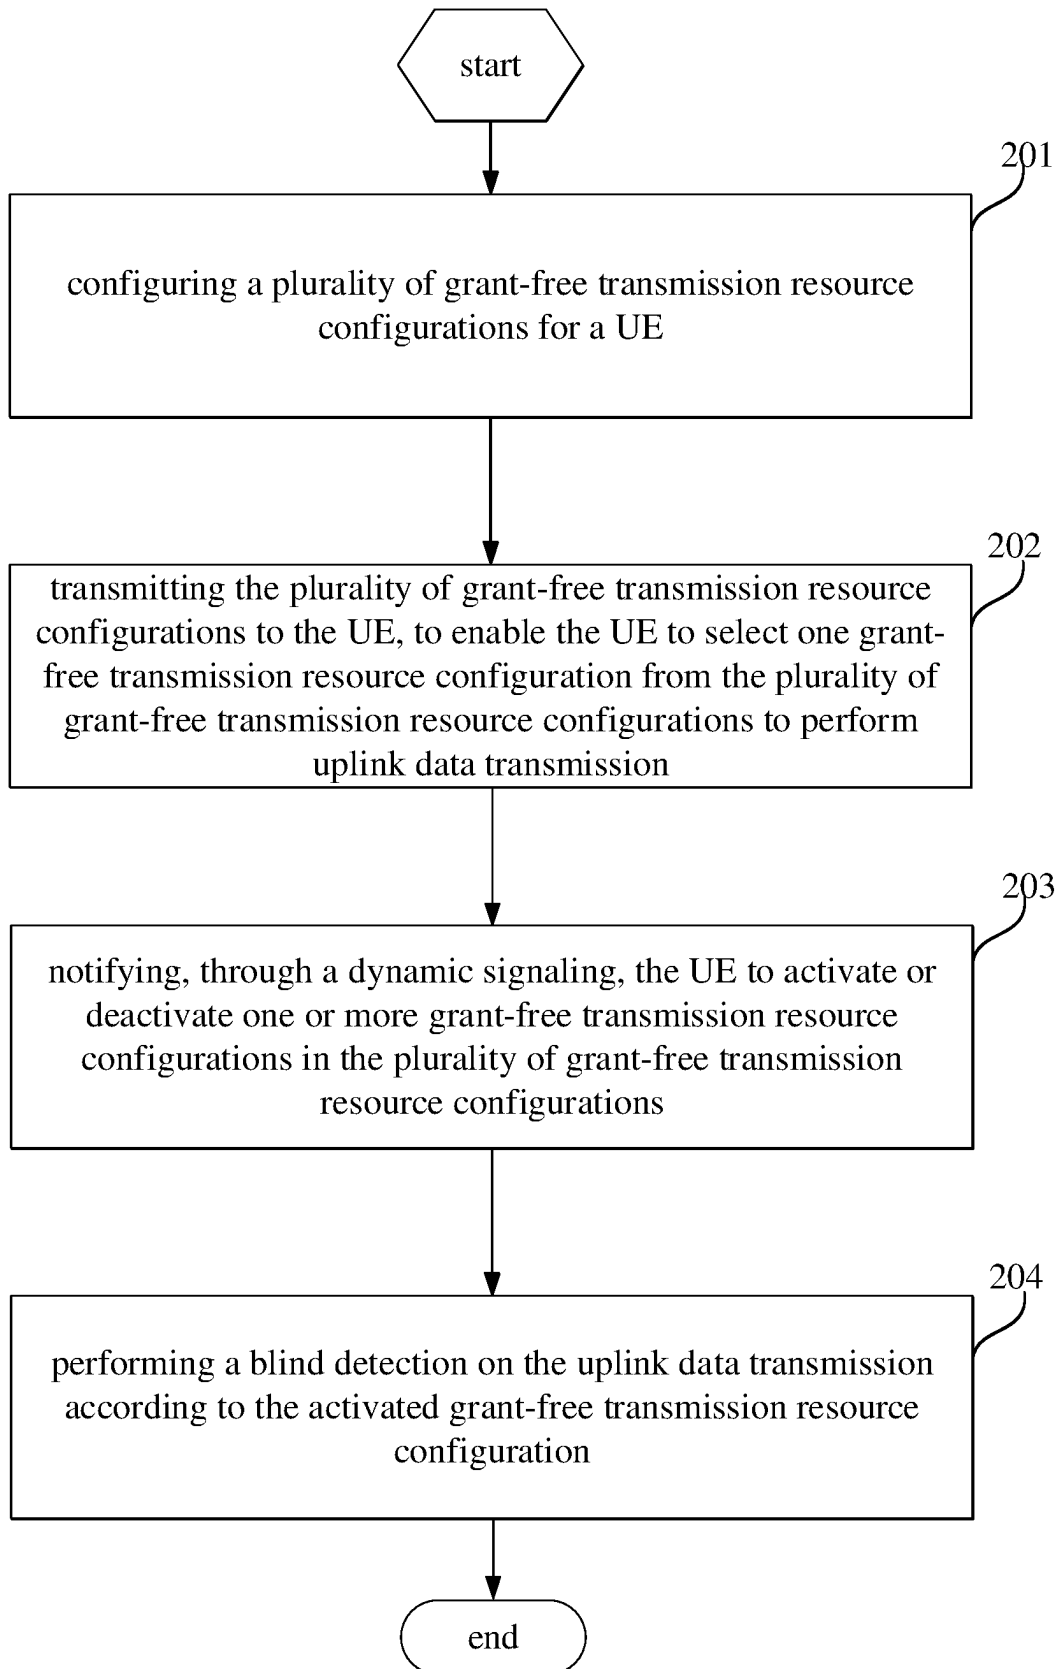 start
201
configuring a plurality of grant-free transmission resource
configurations for a UE
202
transmitting the plurality of grant-free transmission resource
configurations to the UE, to enable the UE to select one grant-
free transmission resource configuration from the plurality of
grant-free transmission resource configurations to perform
uplink data transmission
203
notifying, through a dynamic signaling, the UE to activate or
deactivate one or more grant-free transmission resource
configurations in the plurality of grant-free transmission
resource configurations
204
performing a blind detection on the uplink data transmission
according to the activated grant-free transmission resource
configuration
end